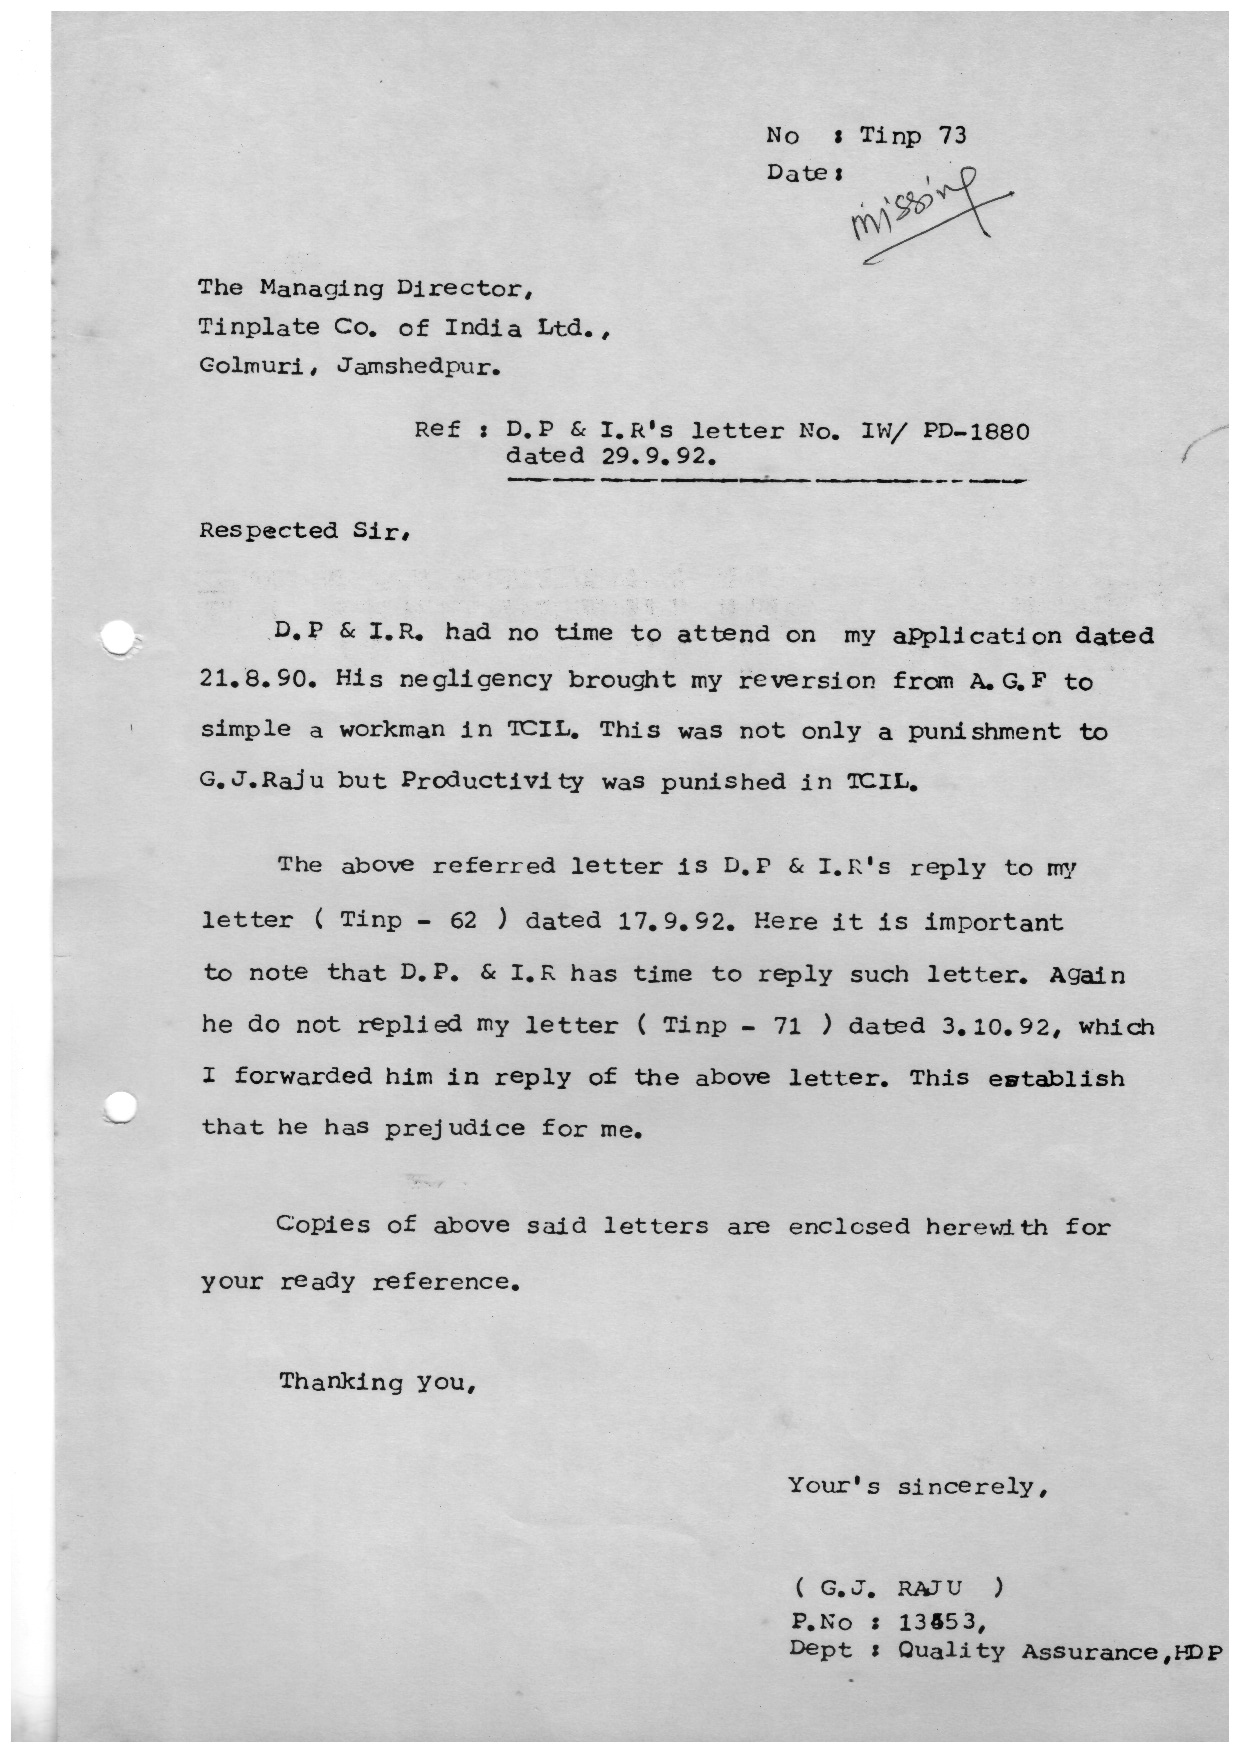 No : Tinp 73
Date:
missing
The Managing Director,
Tinplate Co. of India Ltd.,
Golmuri, Jamshedpur.
Ref : D.P & I.R's letter No. IW/ PD-1880
dated 29.9.92.
Respected Sir,
D.P & I.R. had no time to attend on my application dated
21.8.90. His negligency brought my reversion from A.G.F to
simple a workman in TCIL. This was not only a punishment to
G.J.Raju but Productivity was punished in TCIL.
The above referred letter is D.P & I.R's reply to my
letter ( Tinp - 62 ) dated 17.9.92. Here it is important
to note that D.P. & I.R has time to reply such letter. Again
he do not replied my letter ( Tinp - 71 ) dated 3.10.92, which
I forwarded him in reply of the above letter. This establish
that he has prejudice for me.
Copies of above said letters are enclosed herewith for
your ready reference.
Thanking you,
Your's sincerely,
( G.J. RAJU )
P.No :
Dept : Quality Assurance,HDP